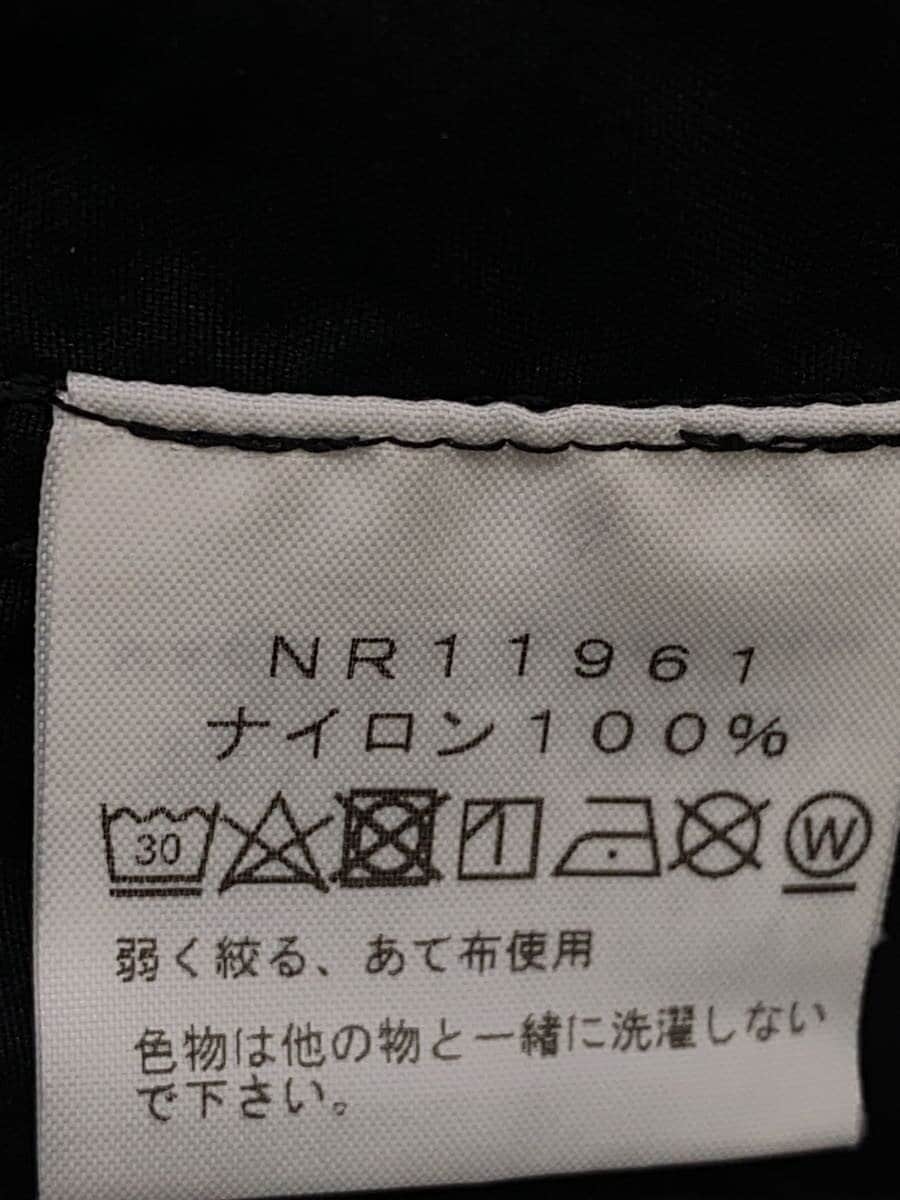 NR11961
ナイロン100%
30 W
弱く絞る、あて布使用
色物は他の物と一緒に洗濯しない
で下さい。